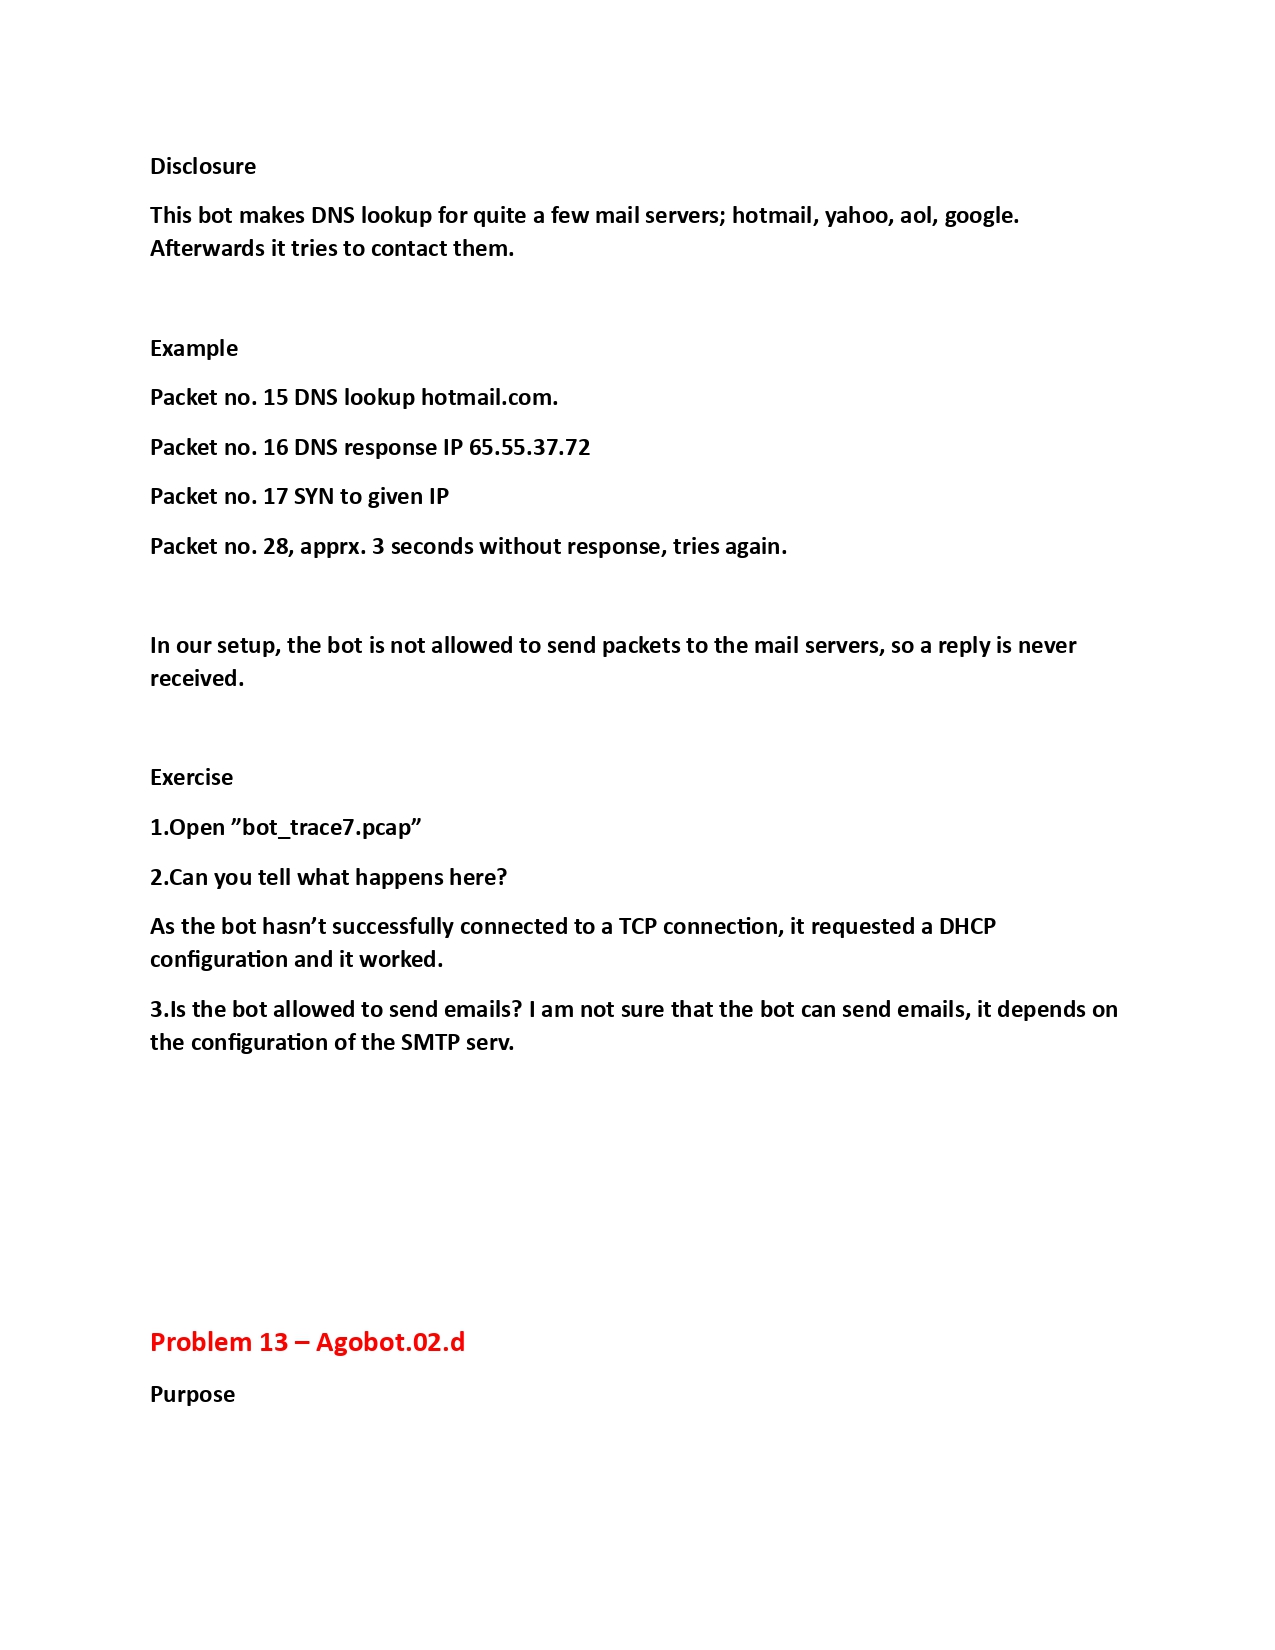 Disclosure
This bot makes DNS lookup for quite a few mail servers; hotmail, yahoo, aol, google.
Afterwards it tries to contact them.
Example
Packet no. 15 DNS lookup hotmail.com.
Packet no. 16 DNS response IP 65.55.37.72
Packet no. 17 SYN to given IP
Packet no. 28, apprx. 3 seconds without response, tries again.
In our setup, the bot is not allowed to send packets to the mail servers, so a reply is never
received.
Exercise
1.Open ”bot_trace7.pcap”
2.Can you tell what happens here?
As the bot hasn’t successfully connected to a TCP connection, it requested a DHCP
configuration and it worked.
3.Is the bot allowed to send emails? I am not sure that the bot can send emails, it depends on
the configuration of the SMTP serv.
Problem 13 – Agobot.02.d
Purpose